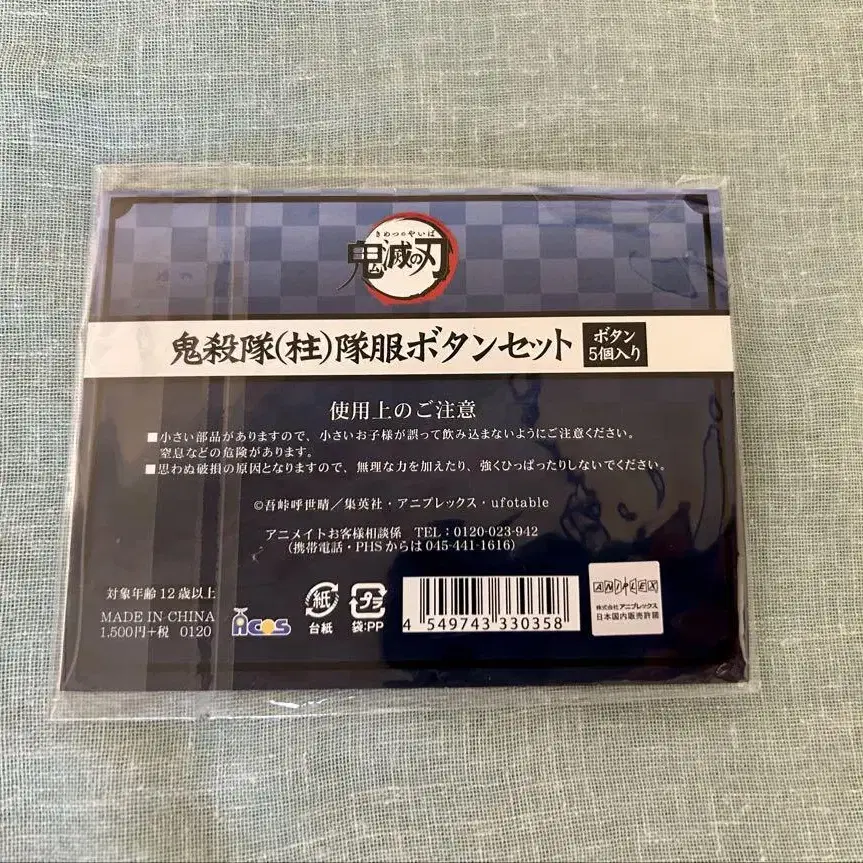 きめつのやいば
鬼滅の刃
鬼殺隊(柱)隊服ボタンセット
ボタン
5個入り
使用上のご注意
■小さい部品がありますので、小さいお子様が誤って飲み込まないようにご注意ください。
窒息などの危険があります。
■思わぬ破損の原因となりますので、無理な力を加えたり、強くひっぱったりしないでください。
©吾峠呼世晴／集英社・アニプレックス・ufotable
アニメイトお客様相談係 TEL：0120-023-942
(携帯電話・PHSからは045-441-1616)
対象年齢12歳以上
MADE IN CHINA
1,500円+税 0120
ACOS
紙
台紙
プラ
袋:PP
4 549743 330358
ANIPLEX
株式会社アニプレックス
日本国内販売許諾